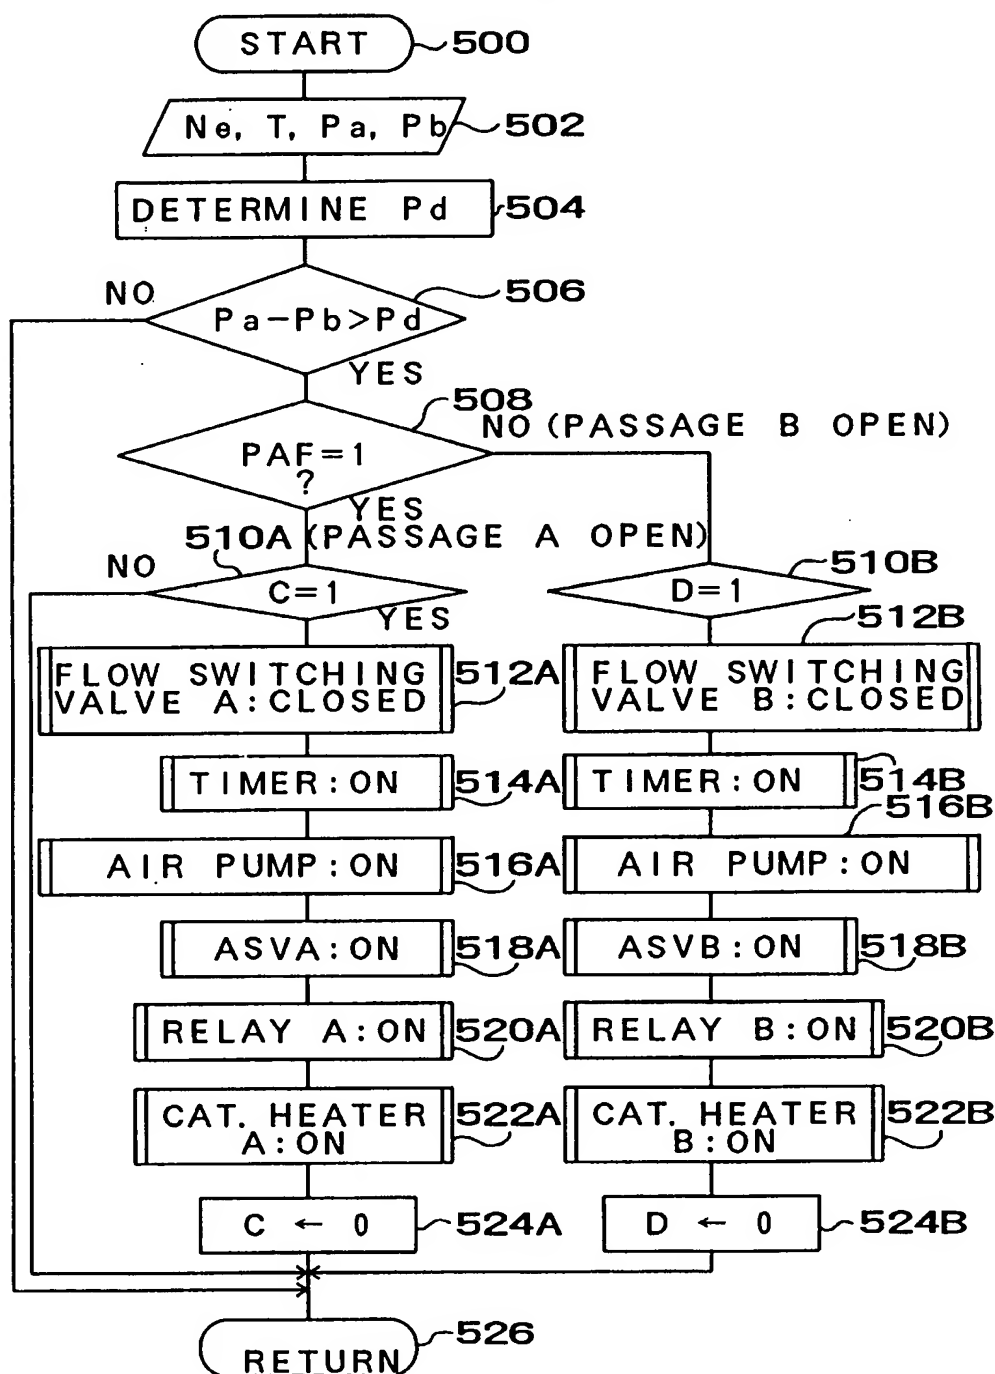 START 500
Ne, T, Pa, Pb 502
DETERMINE Pd 504
NO
506
Pa-Pb>Pd
YES
508
NO (PASSAGE B OPEN)
PAF=1
?
YES
510A (PASSAGE A OPEN)
NO
C=1
YES
510B
D=1
512B
FLOW SWITCHING
VALVE A:CLOSED
512A
FLOW SWITCHING
VALVE B:CLOSED
TIMER:ON 514A
TIMER:ON 514B
516B
AIR PUMP:ON 516A
AIR PUMP:ON
ASVA:ON 518A
ASVB:ON 518B
RELAY A:ON 520A
RELAY B:ON 520B
CAT. HEATER
A:ON
522A
CAT. HEATER
B:ON
522B
C ← 0 524A
D ← 0 524B
526
RETURN